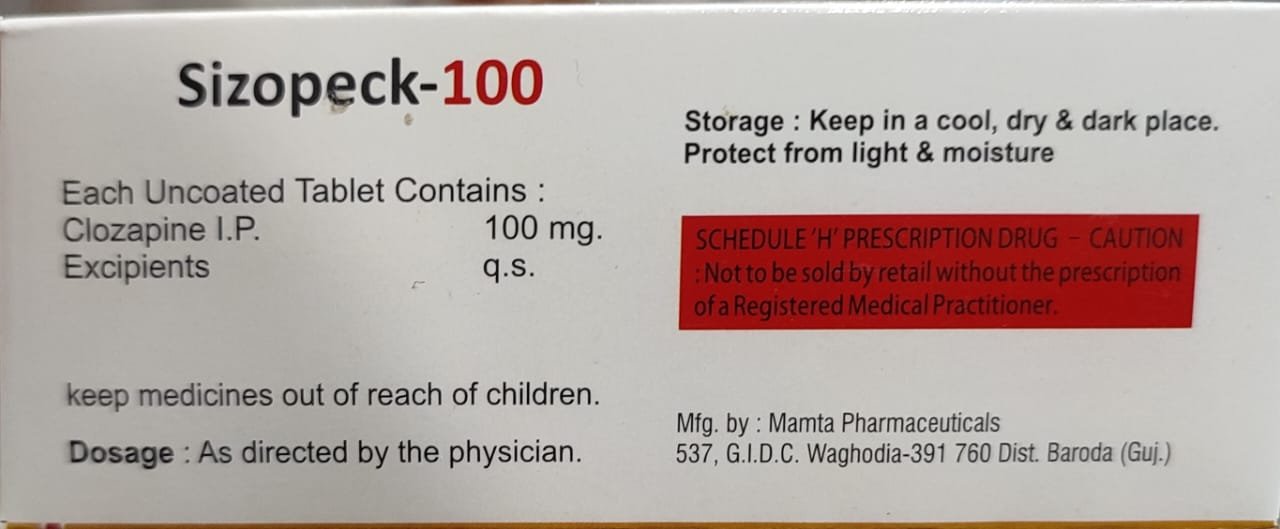 Sizopeck-100
Each Uncoated Tablet Contains :
Clozapine I.P. 100 mg.
Excipients q.s.
keep medicines out of reach of children.
Dosage : As directed by the physician.
Storage : Keep in a cool, dry & dark place.
Protect from light & moisture
SCHEDULE 'H' PRESCRIPTION DRUG – CAUTION
: Not to be sold by retail without the prescription
of a Registered Medical Practitioner.
Mfg. by : Mamta Pharmaceuticals
537, G.I.D.C. Waghodia-391 760 Dist. Baroda (Guj.)